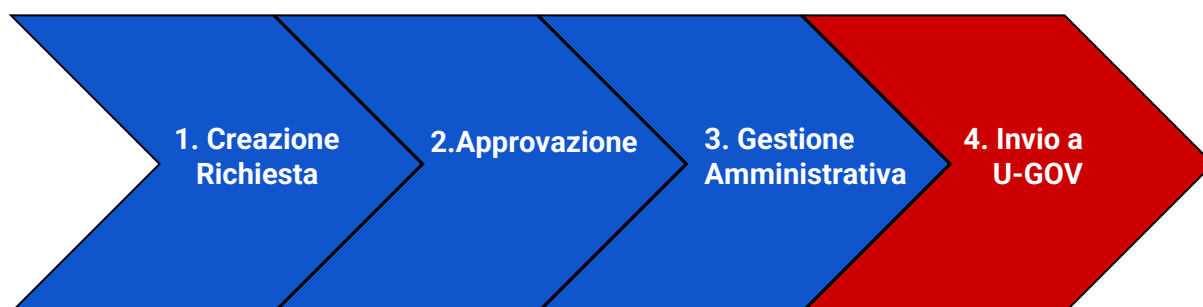 1. Creazione
Richiesta
2.Approvazione
3. Gestione
Amministrativa
4. Invio a
U-GOV